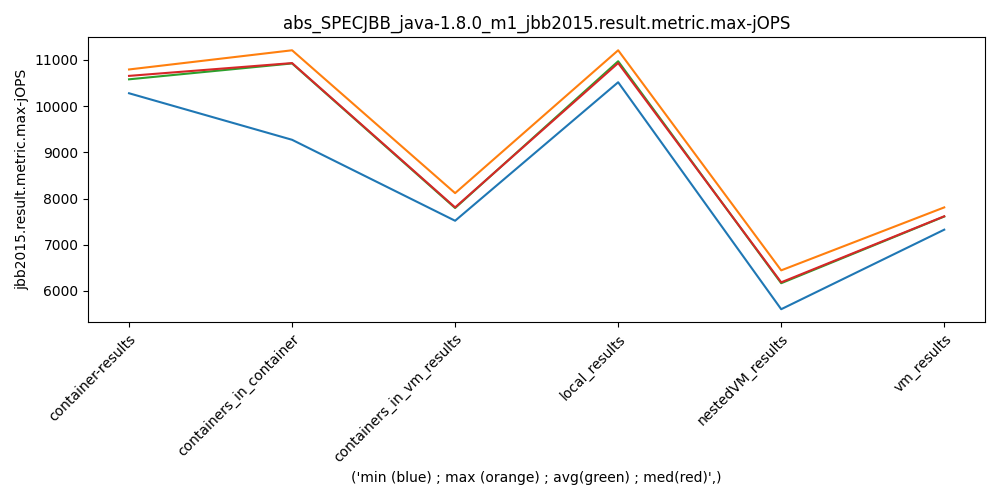 abs_SPECJBB_java-1.8.0_m1_jbb2015.result.metric.max-jOPS
jbb2015.result.metric.max-jOPS
11000
10000
9000
8000
7000
6000
container-results
containers_in_container
containers_in_vm_results
local_results
nestedVM_results
vm_results
('min (blue) ; max (orange) ; avg(green) ; med(red)',)